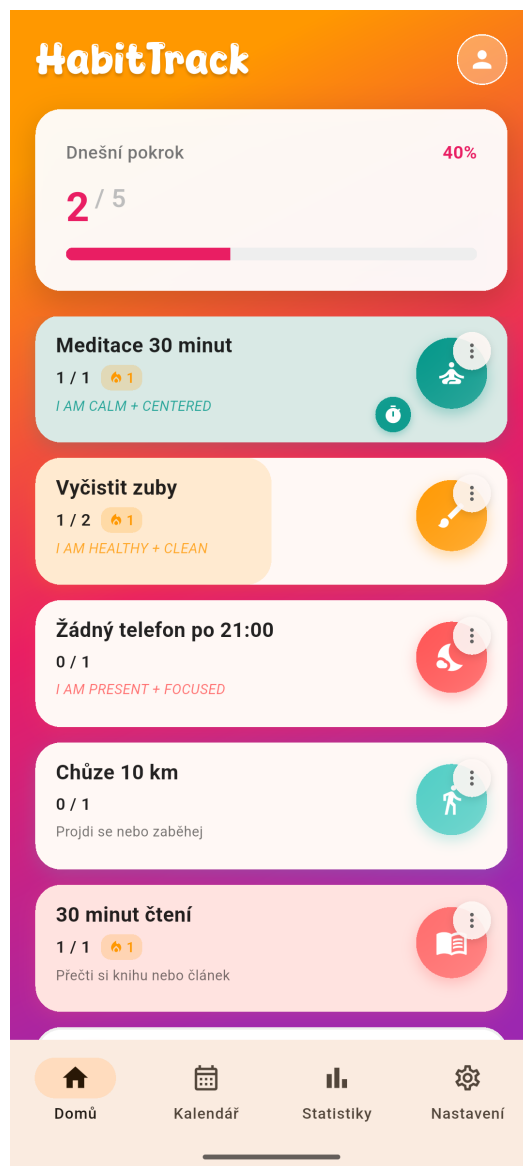 HabitTrack
Dnešní pokrok 40%
2 / 5
Meditace 30 minut
1 / 1 1
I AM CALM + CENTERED
Vyčistit zuby
1 / 2 1
I AM HEALTHY + CLEAN
Žádný telefon po 21:00
0 / 1
I AM PRESENT + FOCUSED
Chůze 10 km
0 / 1
Projdi se nebo zaběhej
30 minut čtení
1 / 1 1
Přečti si knihu nebo článek
Domů Kalendář Statistiky Nastavení